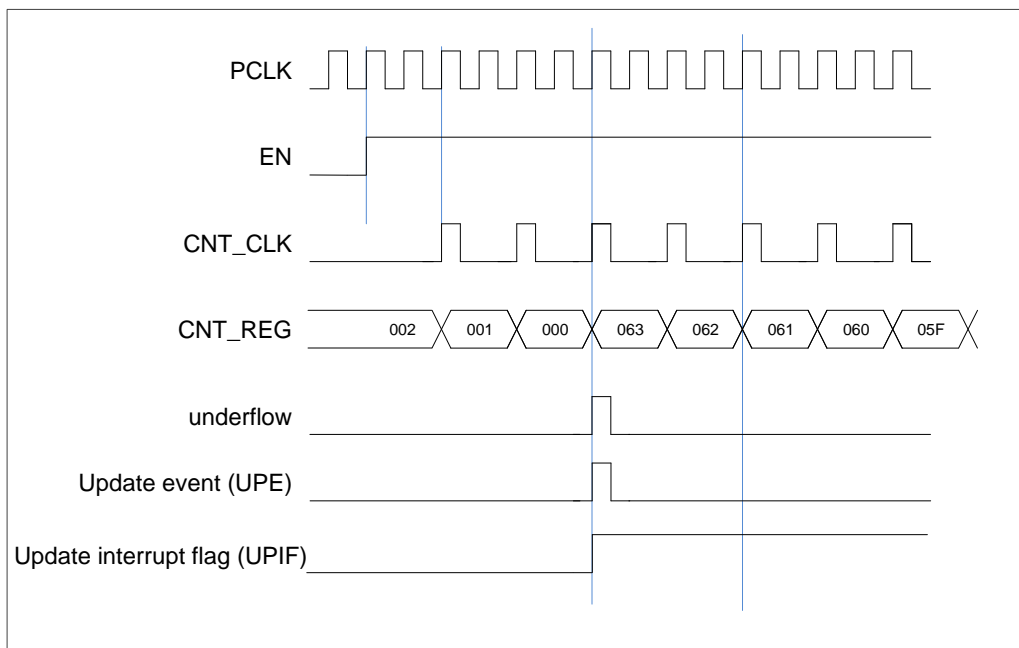 PCLK
EN
CNT_CLK
CNT_REG 002 001 000 063 062 061 060 05F
underflow
Update event (UPE)
Update interrupt flag (UPIF)